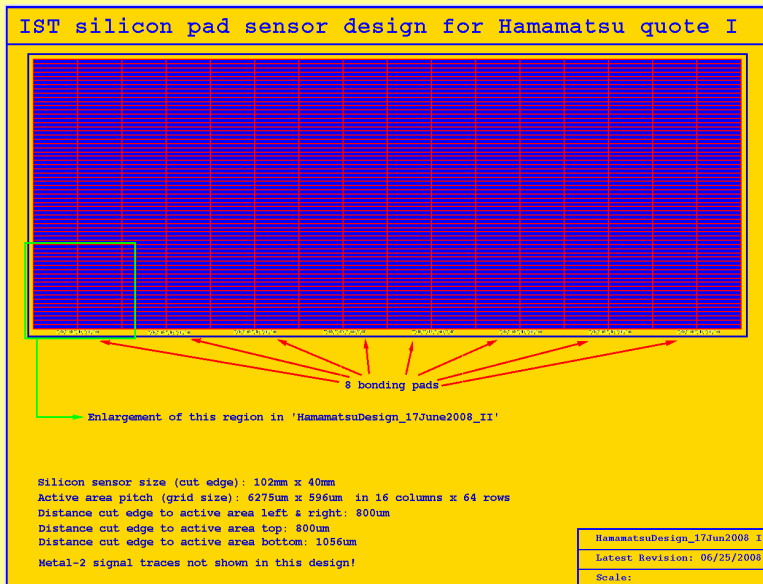 IST silicon pad sensor design for Hamamatsu quote I
8 bonding pads
Enlargement of this region in 'HamamatsuDesign_17June2008_II'
Silicon sensor size (cut edge): 102mm x 40mm
Active area pitch (grid size): 6275um x 596um in 16 columns x 64 rows
Distance cut edge to active area left & right: 800um
Distance cut edge to active area top: 800um
Distance cut edge to active area bottom: 1056um
Metal-2 signal traces not shown in this design!
HamamatsuDesign_17Jun2008 I
Latest Revision: 06/25/2008
Scale: